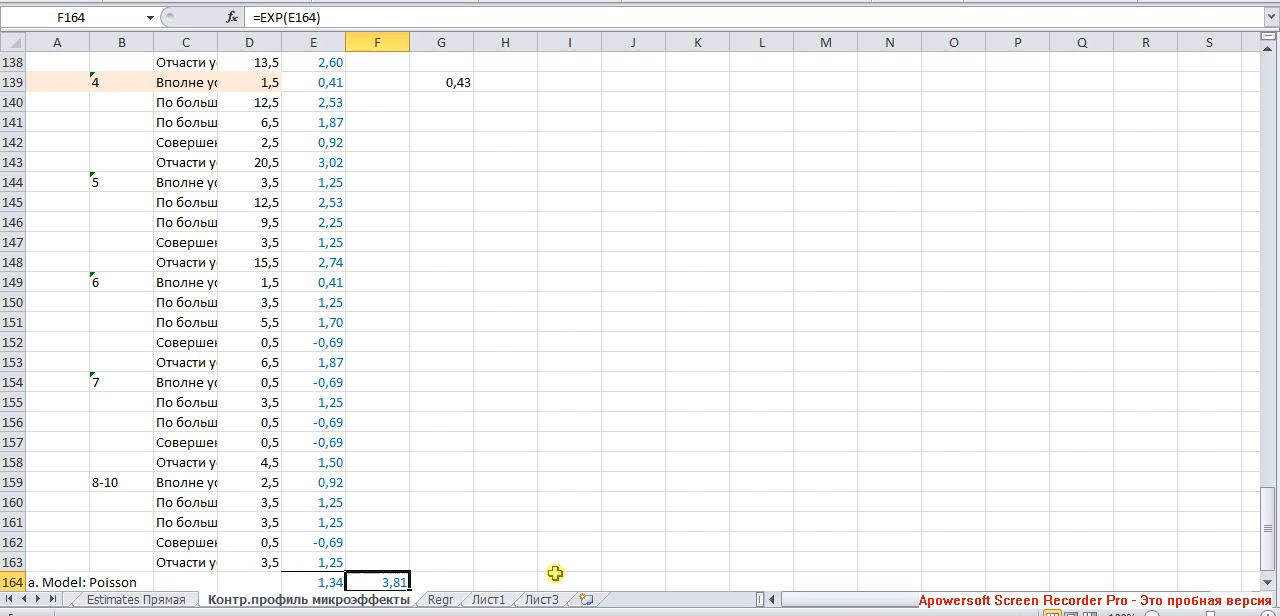 F164 fx =EXP(E164)
A B C D E F G H I J K L M N O P Q R S
138 Отчасти у 13,5 2,60
139 4 Вполне ус 1,5 0,41 0,43
140 По больш 12,5 2,53
141 По больш 6,5 1,87
142 Совершен 2,5 0,92
143 Отчасти у 20,5 3,02
144 5 Вполне ус 3,5 1,25
145 По больш 12,5 2,53
146 По больш 9,5 2,25
147 Совершен 3,5 1,25
148 Отчасти у 15,5 2,74
149 6 Вполне ус 1,5 0,41
150 По больш 3,5 1,25
151 По больш 5,5 1,70
152 Совершен 0,5 -0,69
153 Отчасти у 6,5 1,87
154 7 Вполне ус 0,5 -0,69
155 По больш 3,5 1,25
156 По больш 0,5 -0,69
157 Совершен 0,5 -0,69
158 Отчасти у 4,5 1,50
159 8-10 Вполне ус 2,5 0,92
160 По больш 3,5 1,25
161 По больш 3,5 1,25
162 Совершен 0,5 -0,69
163 Отчасти у 3,5 1,25
164 a. Model: Poisson 1,34 3,81
Estimates Прямая Контр.профиль микроэффекты Regr Лист1 Лист3
Apowersoft Screen Recorder Pro - Это пробная версия